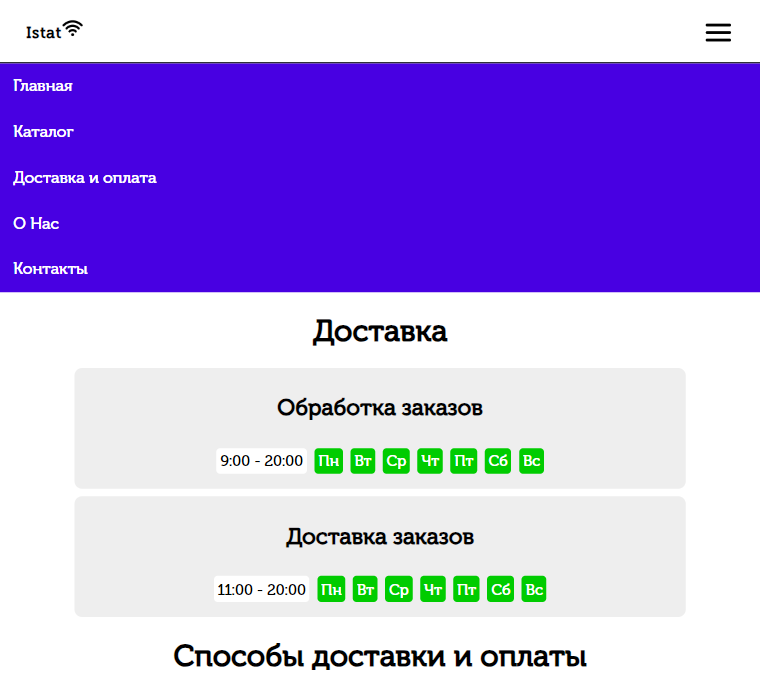 Istat
Главная
Каталог
Доставка и оплата
О Нас
Контакты
Доставка
Обработка заказов
9:00 - 20:00 Пн Вт Ср Чт Пт Сб Вс
Доставка заказов
11:00 - 20:00 Пн Вт Ср Чт Пт Сб Вс
Способы доставки и оплаты